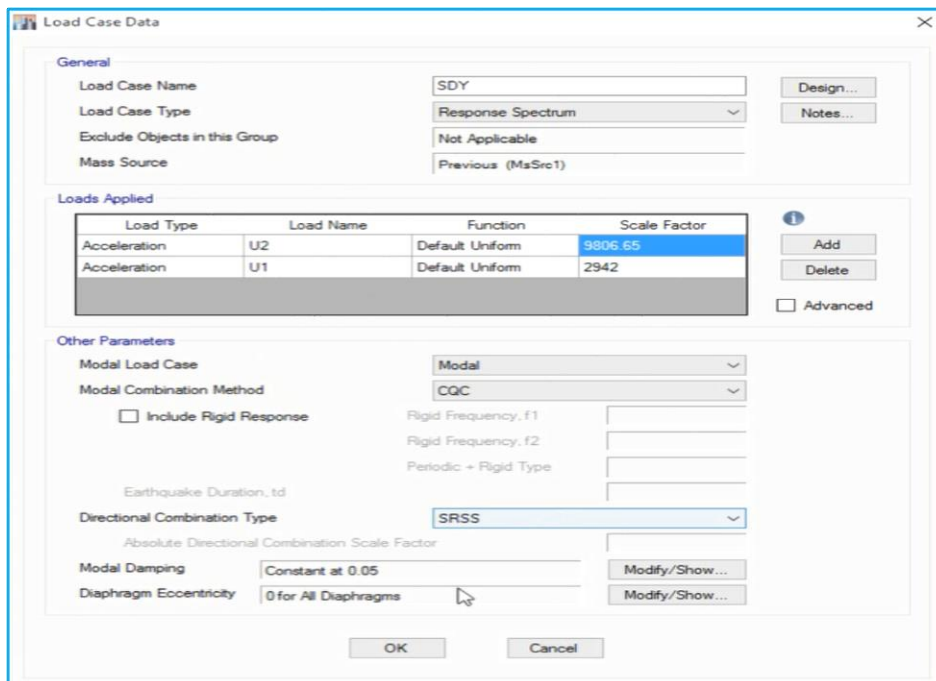 Load Case Data
General
Load Case Name SDY Design...
Load Case Type Response Spectrum Notes...
Exclude Objects in this Group Not Applicable
Mass Source Previous (MsSrc1)
Loads Applied
Load Type Load Name Function Scale Factor
Acceleration U2 Default Uniform 9806.65 Add
Acceleration U1 Default Uniform 2942 Delete
Advanced
Other Parameters
Modal Load Case Modal
Modal Combination Method CQC
Include Rigid Response Rigid Frequency, f1
Rigid Frequency, f2
Periodic + Rigid Type
Earthquake Duration, td
Directional Combination Type SRSS
Absolute Directional Combination Scale Factor
Modal Damping Constant at 0.05 Modify/Show...
Diaphragm Eccentricity 0 for All Diaphragms Modify/Show...
OK Cancel